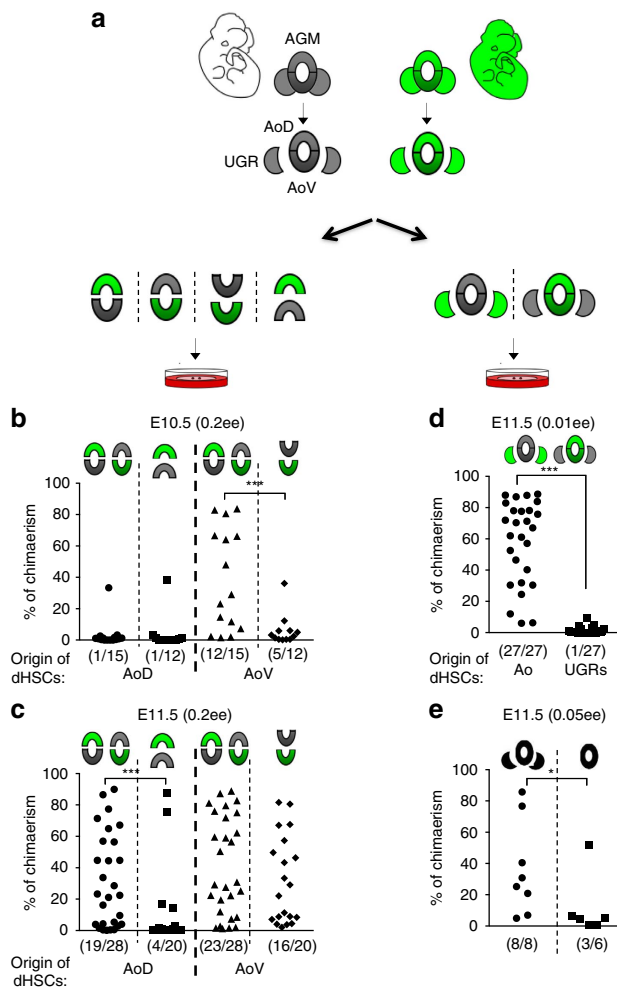 a
AGM
AoD
UGR
AoV
b
E10.5 (0.2ee)
% of chimaerism
100
80
60
40
20
0
***
Origin of dHSCs:
(1/15) (1/12) (12/15) (5/12)
AoD AoV
c
E11.5 (0.2ee)
% of chimaerism
100
80
60
40
20
0
***
Origin of dHSCs:
(19/28) (4/20) (23/28) (16/20)
AoD AoV
d
E11.5 (0.01ee)
% of chimaerism
100
80
60
40
20
0
***
(27/27) (1/27)
Ao UGRs
e
E11.5 (0.05ee)
% of chimaerism
100
80
60
40
20
0
*
(8/8) (3/6)